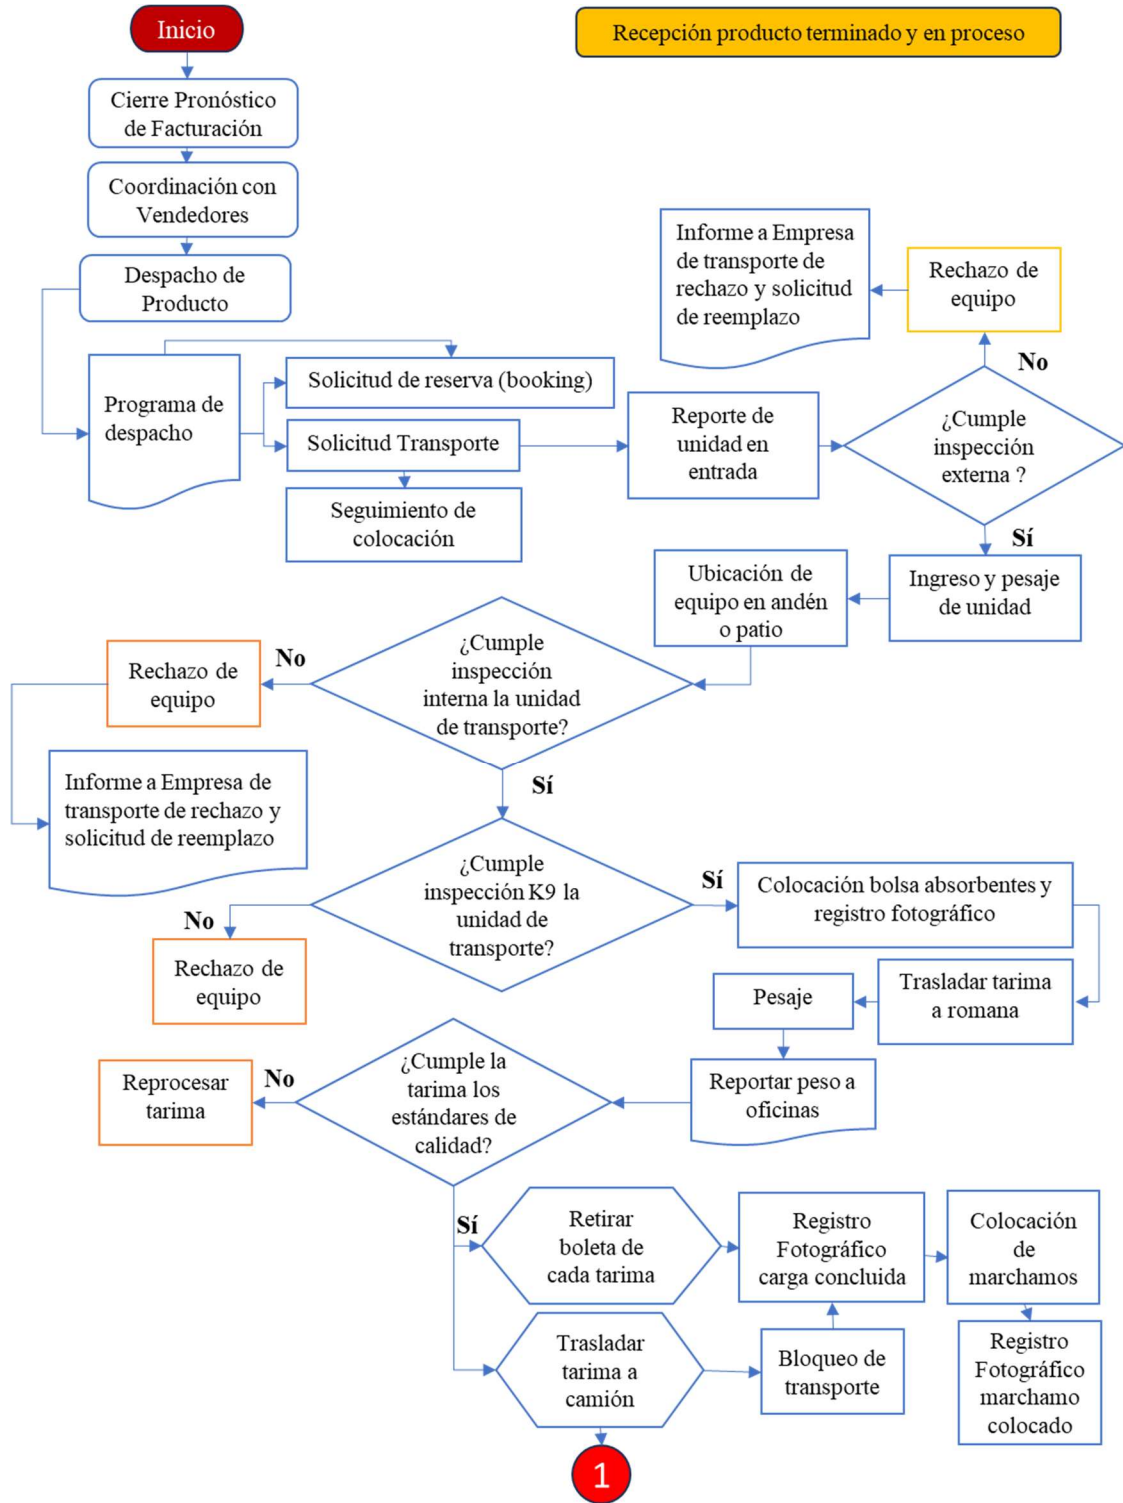 Inicio
Recepción producto terminado y en proceso
Cierre Pronóstico
de Facturación
Coordinación con
Vendedores
Despacho de
Producto
Informe a Empresa
de transporte de
rechazo y solicitud
de reemplazo
Rechazo de
equipo
No
Programa de
despacho
Solicitud de reserva (booking)
Solicitud Transporte
Seguimiento de
colocación
Reporte de
unidad en
entrada
¿Cumple
inspección
externa ?
Sí
Ingreso y pesaje
de unidad
Ubicación de
equipo en andén
o patio
¿Cumple
inspección
interna la unidad
de transporte?
No
Rechazo de
equipo
Informe a Empresa de
transporte de rechazo y
solicitud de reemplazo
Sí
¿Cumple
inspección K9 la
unidad de
transporte?
No
Rechazo de
equipo
Sí
Colocación bolsa absorbentes y
registro fotográfico
Trasladar tarima
a romana
Pesaje
Reportar peso a
oficinas
¿Cumple la
tarima los
estándares de
calidad?
No
Reprocesar
tarima
Sí
Retirar
boleta de
cada tarima
Registro
Fotográfico
carga concluida
Colocación
de
marchamos
Trasladar
tarima a
camión
Bloqueo de
transporte
Registro
Fotográfico
marchamo
colocado
1